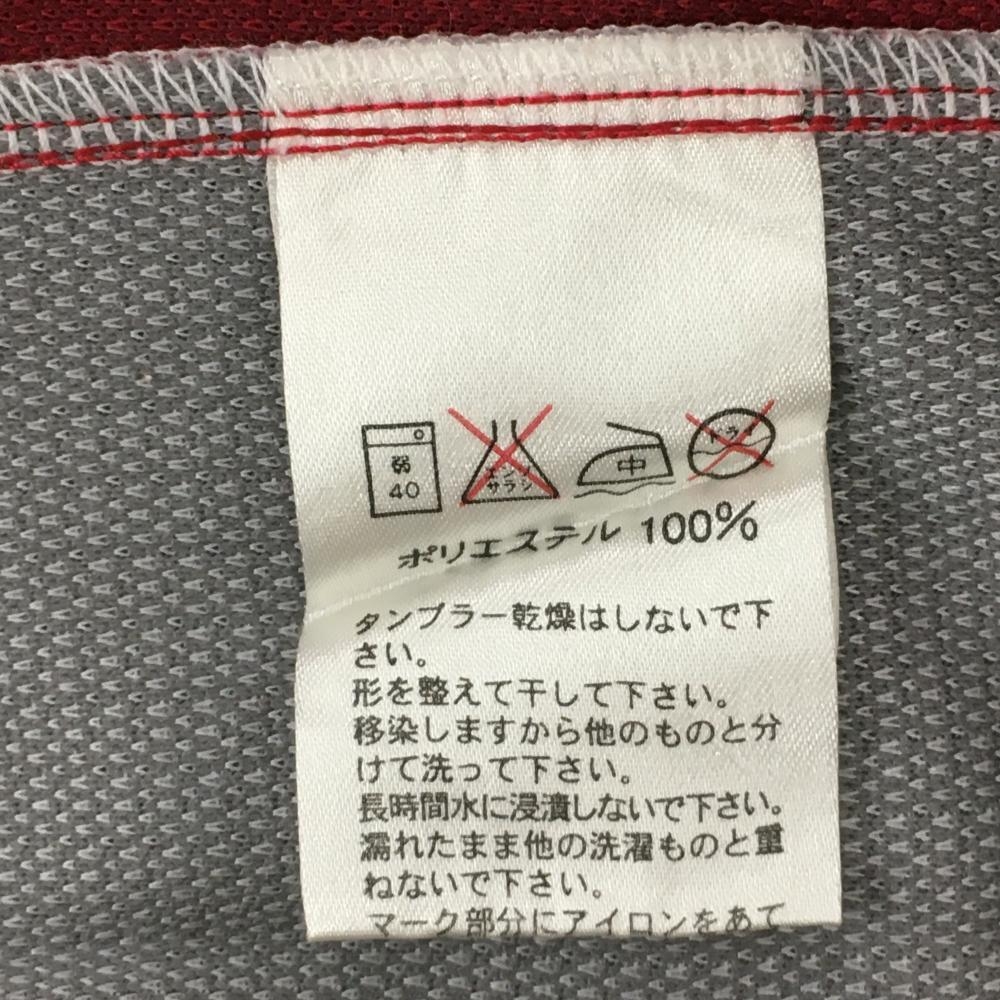 弱
40
エンソ
サラシ
中
ドライ
ポリエステル 100%
タンブラー乾燥はしないで下
さい。
形を整えて干して下さい。
移染しますから他のものと分
けて洗って下さい。
長時間水に浸漬しないで下さい。
濡れたまま他の洗濯ものと重
ねないで下さい。
マーク部分にアイロンをあて